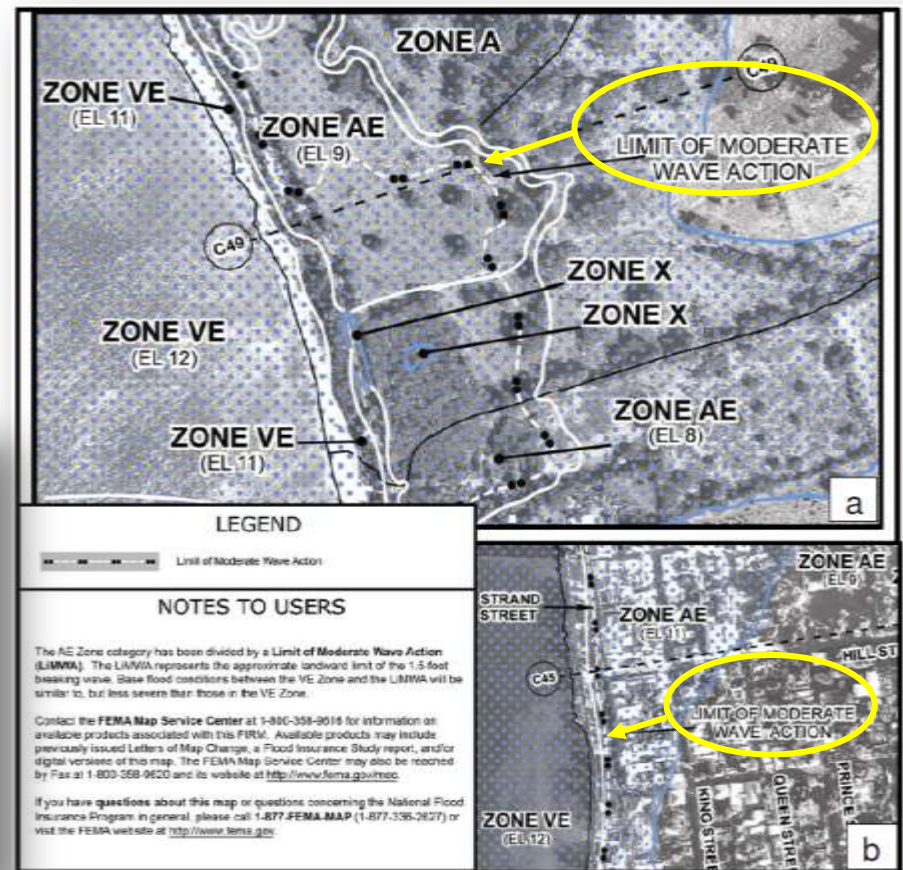 ZONE A
C49
ZONE VE
(EL 11)
ZONE AE
(EL 9)
LIMIT OF MODERATE
WAVE ACTION
C49
ZONE X
ZONE X
ZONE VE
(EL 12)
ZONE AE
(EL 8)
ZONE VE
(EL 11)
a
LEGEND
Limit of Moderate Wave Action
NOTES TO USERS
The AE Zone category has been divided by a Limit of Moderate Wave Action
(LiMWA). The LiMWA represents the approximate landward limit of the 1.5-foot
breaking wave. Base flood conditions between the VE Zone and the LiMWA will be
similar to, but less severe than those in the VE Zone.
Contact the FEMA Map Service Center at 1-800-358-9616 for information on
available products associated with this FIRM. Available products may include
previously issued Letters of Map Change, a Flood Insurance Study report, and/or
digital versions of this map. The FEMA Map Service Center may also be reached
by Fax at 1-800-358-9620 and its website at http://www.fema.gov/msc.
If you have questions about this map or questions concerning the National Flood
Insurance Program in general, please call 1-877-FEMA-MAP (1-877-336-2627) or
visit the FEMA website at http://www.fema.gov.
ZONE AE
(EL 9)
STRAND
STREET
ZONE AE
(EL 11)
HILL ST
C45
LIMIT OF MODERATE
WAVE ACTION
KING STREE
QUEEN STRE
PRINCE
ZONE VE
(EL 12)
b